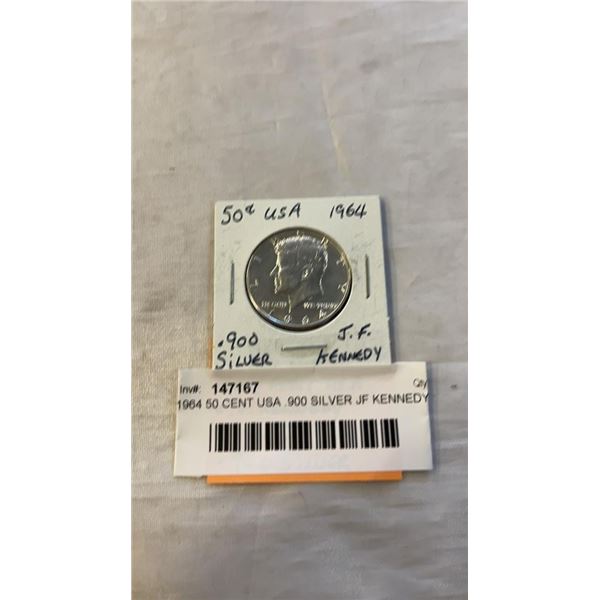 50¢ USA 1964
LIBERTY
IN GOD WE TRUST
1964
.900 J.F.
SILVER KENNEDY
Inv#: 147167 Qty
1964 50 CENT USA .900 SILVER JF KENNEDY